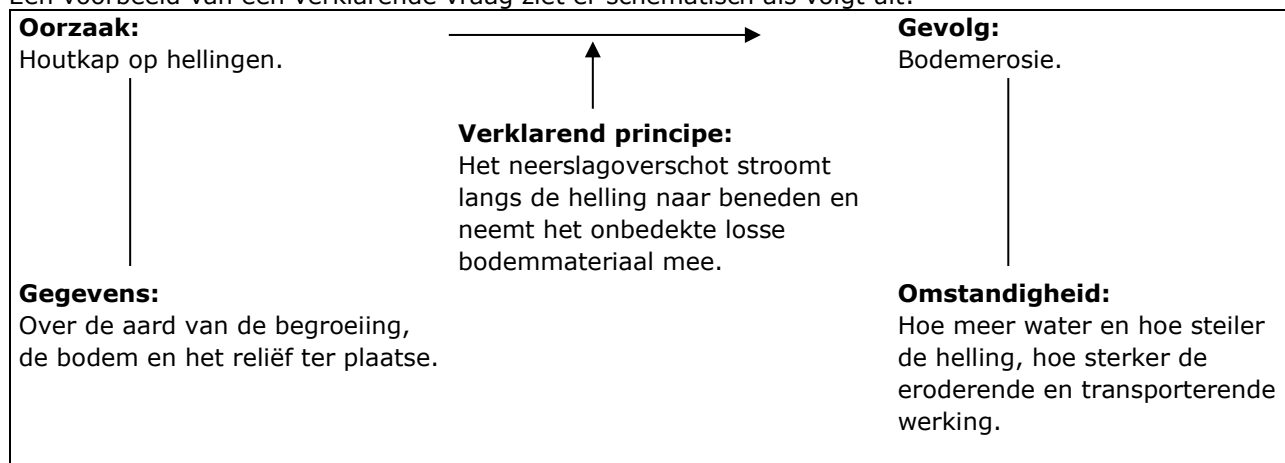 Een voorbeeld van een verklarende vraag ziet er schematisch als volgt uit:
Oorzaak:
Houtkap op hellingen.
Gevolg:
Bodemerosie.
Verklarend principe:
Het neerslagoverschot stroomt
langs de helling naar beneden en
neemt het onbedekte losse
bodemmateriaal mee.
Gegevens:
Over de aard van de begroeiing,
de bodem en het reliëf ter plaatse.
Omstandigheid:
Hoe meer water en hoe steiler
de helling, hoe sterker de
eroderende en transporterende
werking.